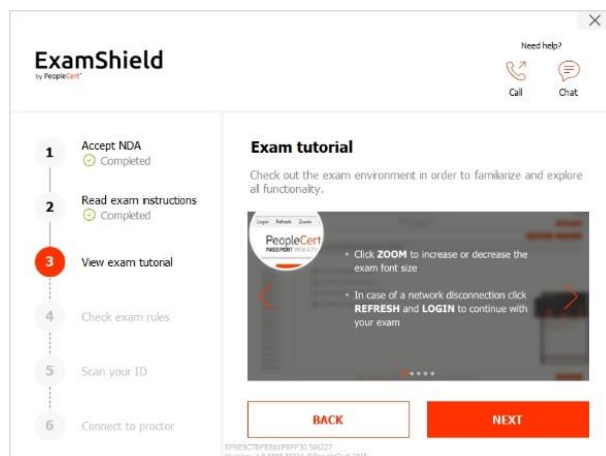 Need help?
ExamShield
by PeopleCert
Call
Chat
1
Accept NDA
Completed
2
Read exam instructions
Completed
3
View exam tutorial
4
Check exam rules
5
Scan your ID
6
Connect to proctor
Exam tutorial
Check out the exam environment in order to familiarize and explore
all functionality.
Login Refresh Zoom
PeopleCert
PASSPORT
• Click ZOOM to increase or decrease the
exam font size
• In case of a network disconnection click
REFRESH and LOGIN to continue with
your exam
BACK
NEXT